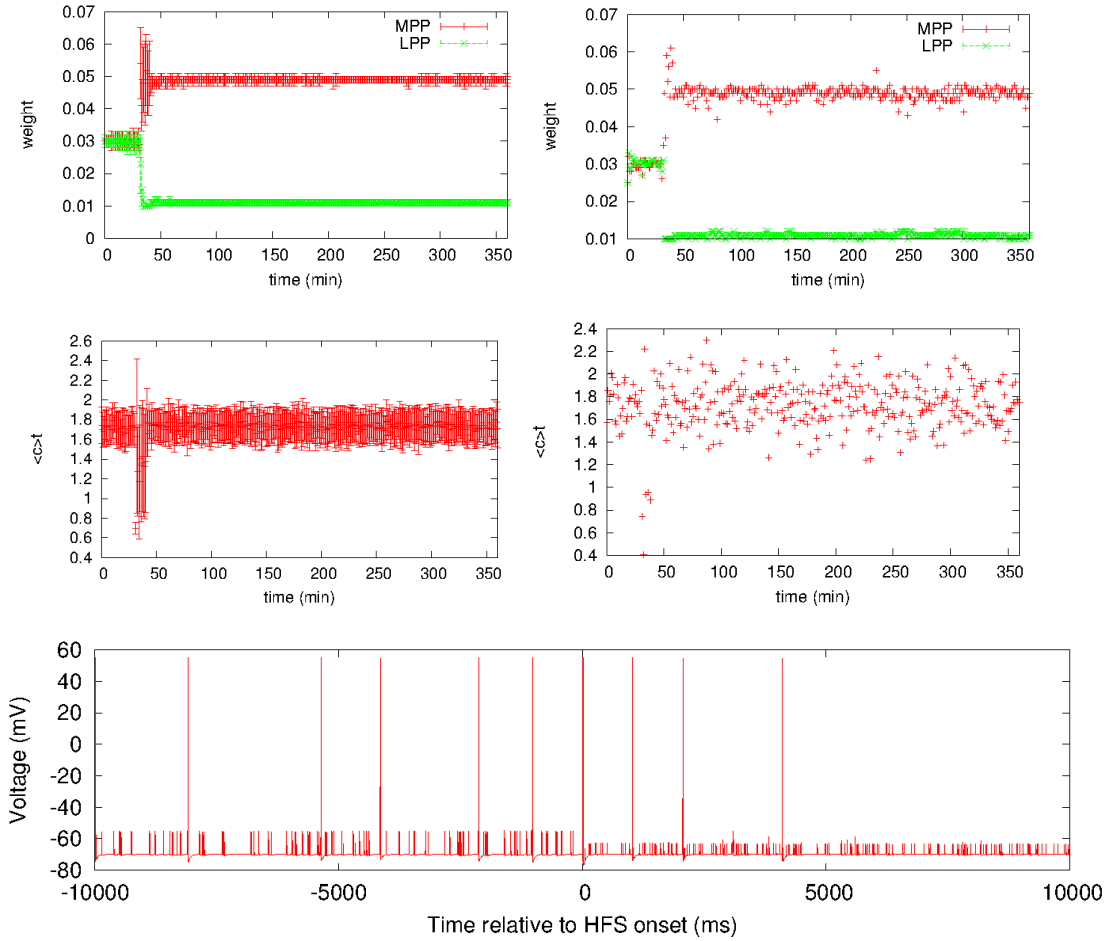 0.07
0.06
0.05
0.04
0.03
0.02
0.01
0
weight
MPP
LPP
0 50 100 150 200 250 300 350
time (min)
0.07
0.06
0.05
0.04
0.03
0.02
0.01
weight
MPP
LPP
0 50 100 150 200 250 300 350
time (min)
2.6
2.4
2.2
2
1.8
1.6
1.4
1.2
1
0.8
0.6
0.4
<c>t
0 50 100 150 200 250 300 350
time (min)
2.4
2.2
2
1.8
1.6
1.4
1.2
1
0.8
0.6
0.4
<c>t
0 50 100 150 200 250 300 350
time (min)
60
40
20
0
-20
-40
-60
-80
Voltage (mV)
-10000 -5000 0 5000 10000
Time relative to HFS onset (ms)